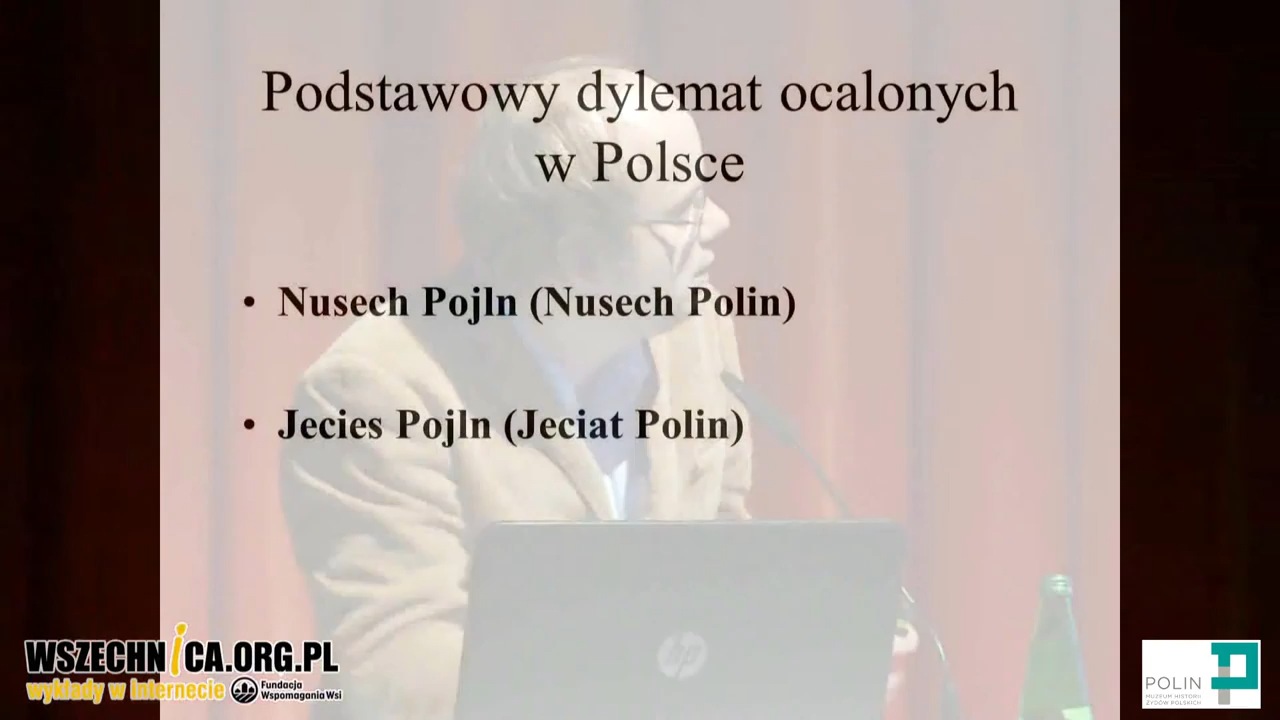 Podstawowy dylemat ocalonych
w Polsce
• Nusech Pojln (Nusech Polin)
• Jecies Pojln (Jeciat Polin)
WSZECHNICA.ORG.PL
wykłady w Internecie
Fundacja
Wspomagania Wsi
hp
POLIN
MUZEUM HISTORII
ŻYDÓW POLSKICH